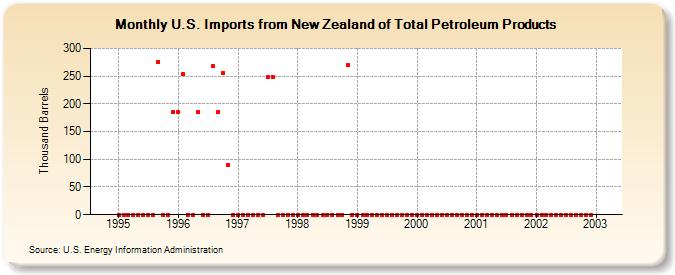 Monthly U.S. Imports from New Zealand of Total Petroleum Products
Thousand Barrels
300
250
200
150
100
50
0
1995 1996 1997 1998 1999 2000 2001 2002 2003
Source: U.S. Energy Information Administration